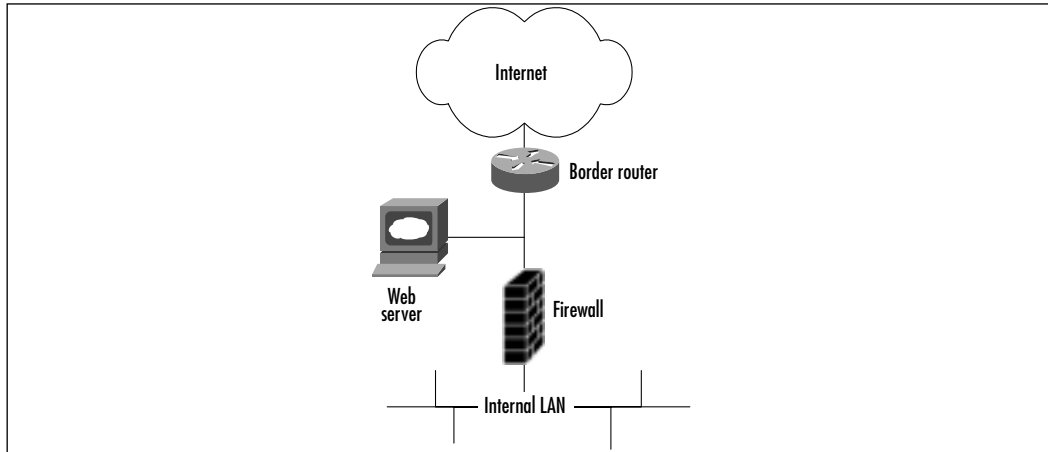 Internet
Border router
Web
server
Firewall
Internal LAN